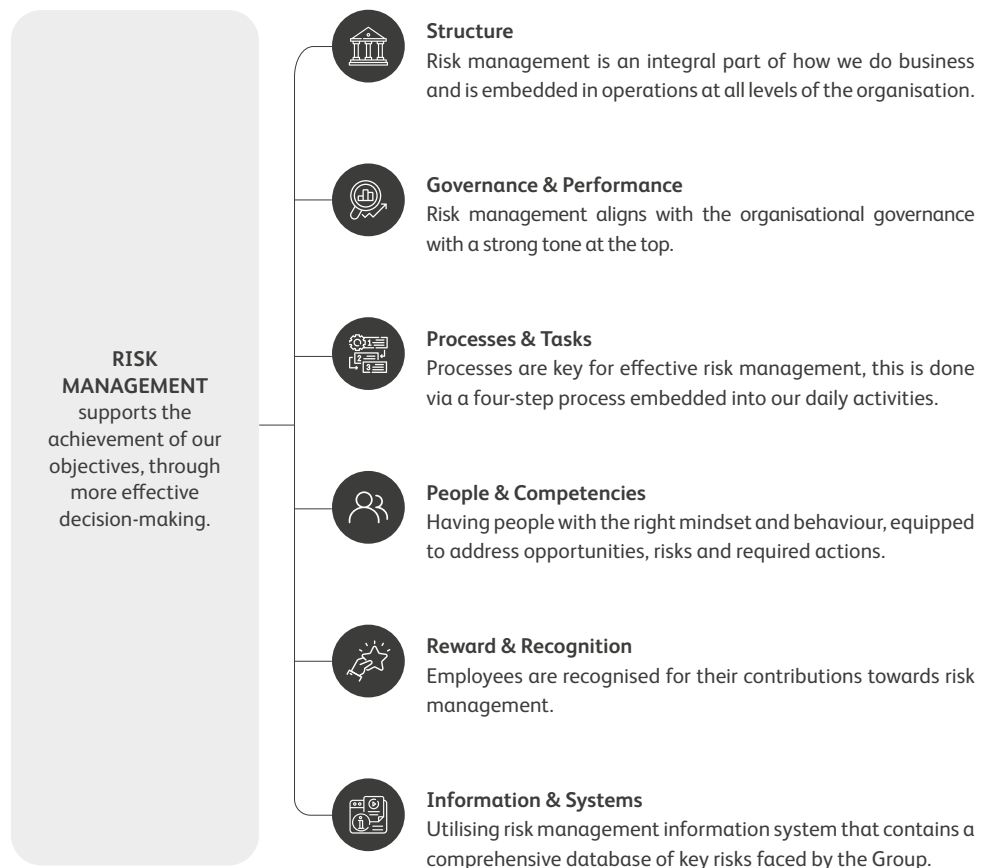 RISK
MANAGEMENT
supports the
achievement of our
objectives, through
more effective
decision-making.
Structure
Risk management is an integral part of how we do business
and is embedded in operations at all levels of the organisation.
Governance & Performance
Risk management aligns with the organisational governance
with a strong tone at the top.
1
2
3
Processes & Tasks
Processes are key for effective risk management, this is done
via a four-step process embedded into our daily activities.
People & Competencies
Having people with the right mindset and behaviour, equipped
to address opportunities, risks and required actions.
Reward & Recognition
Employees are recognised for their contributions towards risk
management.
i
Information & Systems
Utilising risk management information system that contains a
comprehensive database of key risks faced by the Group.